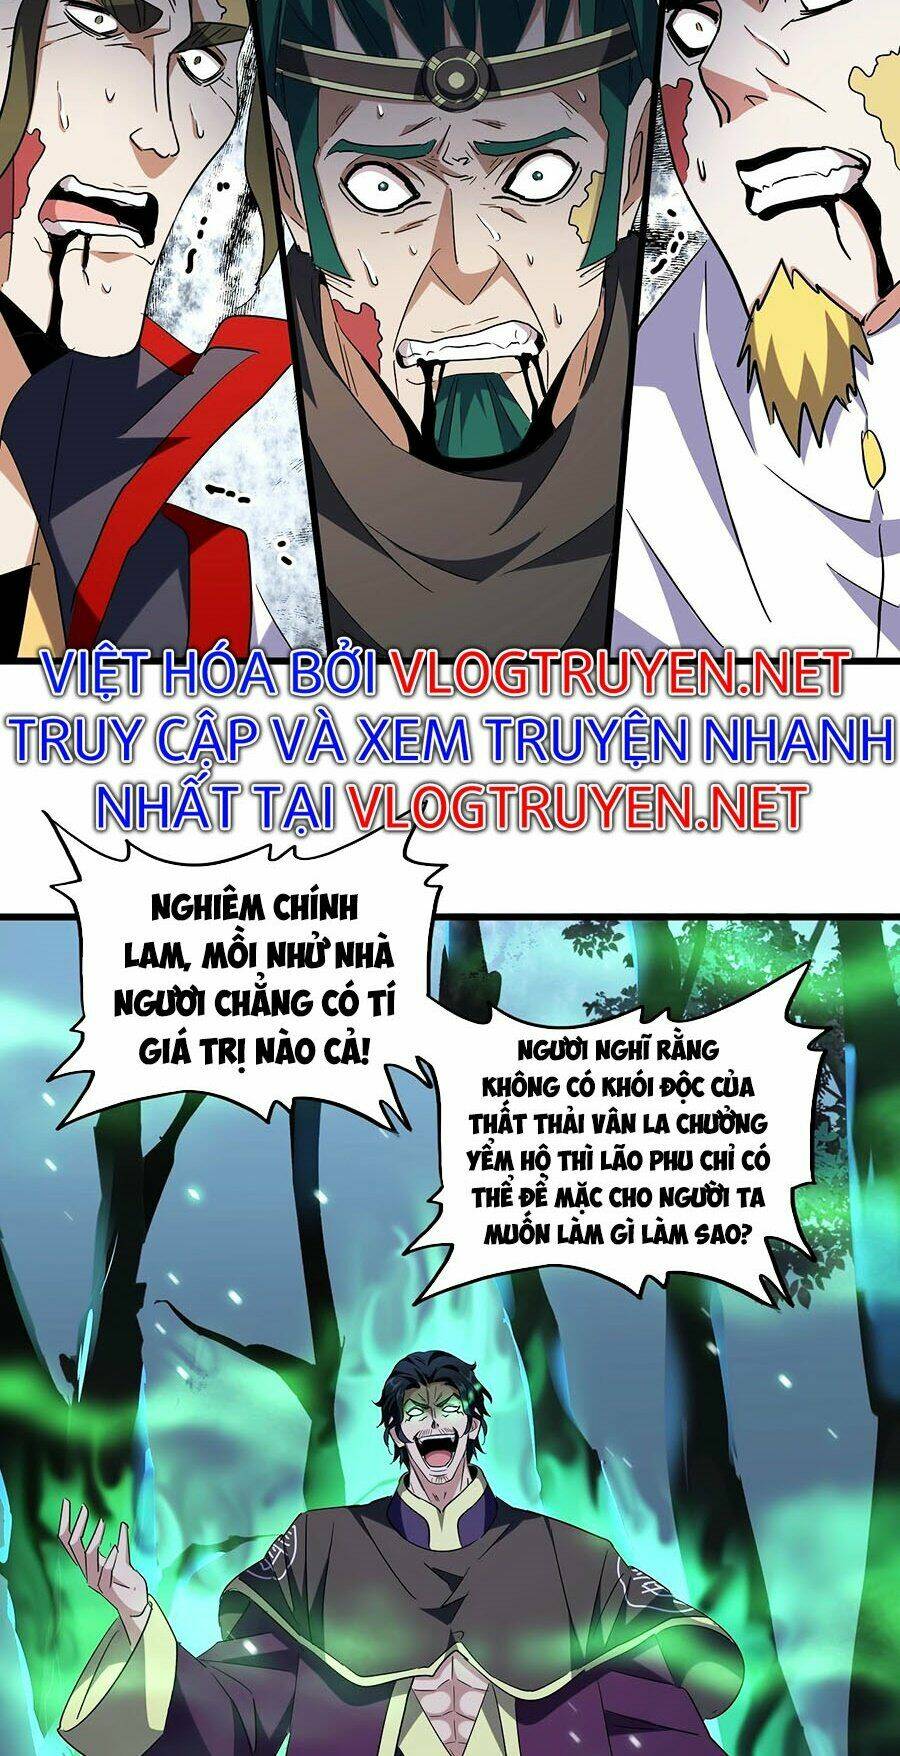 VIỆT HÓA BỞI VLOGTRUYEN.NET
TRUY CẬP VÀ XEM TRUYỆN NHANH
NHẤT TẠI VLOGTRUYEN.NET
NGHIÊM CHÍNH
LAM, MỒI NHỬ NHÀ
NGƯƠI CHẲNG CÓ TÍ
GIÁ TRỊ NÀO CẢ!
NGƯƠI NGHĨ RẰNG
KHÔNG CÓ KHÓI ĐỘC CỦA
THẤT THẢI VÂN LA CHƯỞNG
YỂM HỘ THÌ LÃO PHU CHỈ CÓ
THỂ ĐỂ MẶC CHO NGƯỜI TA
MUỐN LÀM GÌ LÀM SAO?